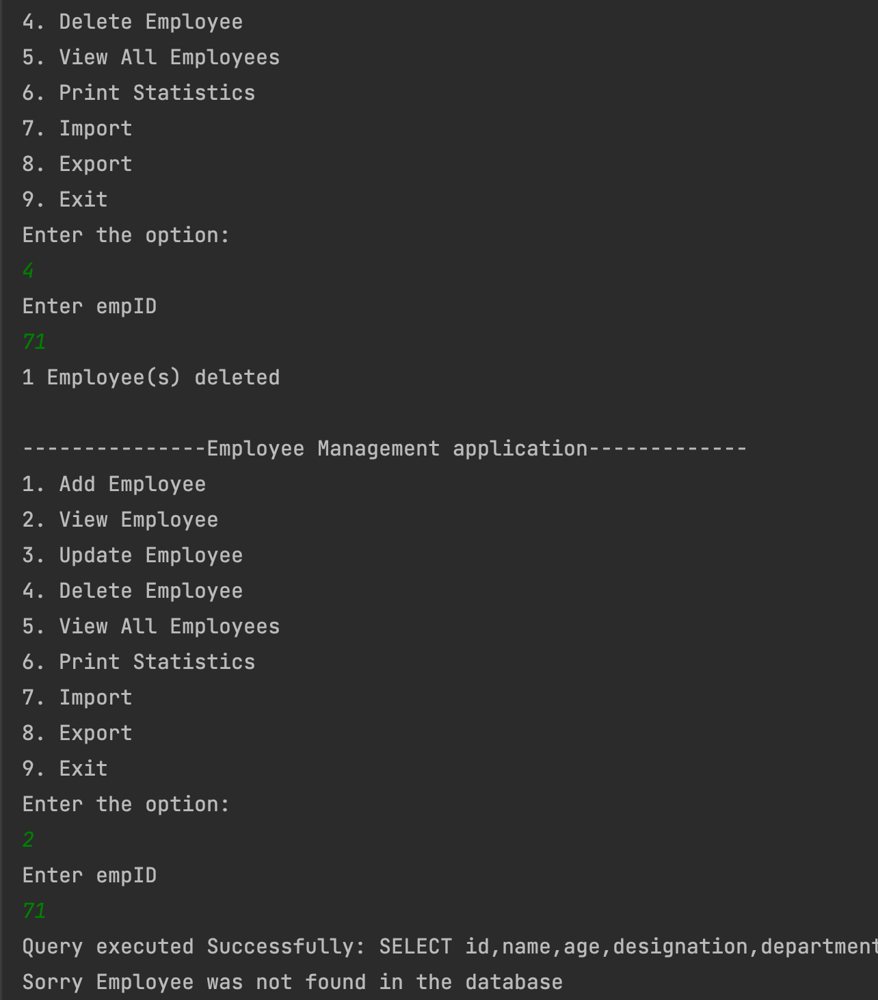 4. Delete Employee
5. View All Employees
6. Print Statistics
7. Import
8. Export
9. Exit
Enter the option:
4
Enter empID
71
1 Employee(s) deleted
---------------Employee Management application-------------
1. Add Employee
2. View Employee
3. Update Employee
4. Delete Employee
5. View All Employees
6. Print Statistics
7. Import
8. Export
9. Exit
Enter the option:
2
Enter empID
71
Query executed Successfully: SELECT id,name,age,designation,department
Sorry Employee was not found in the database